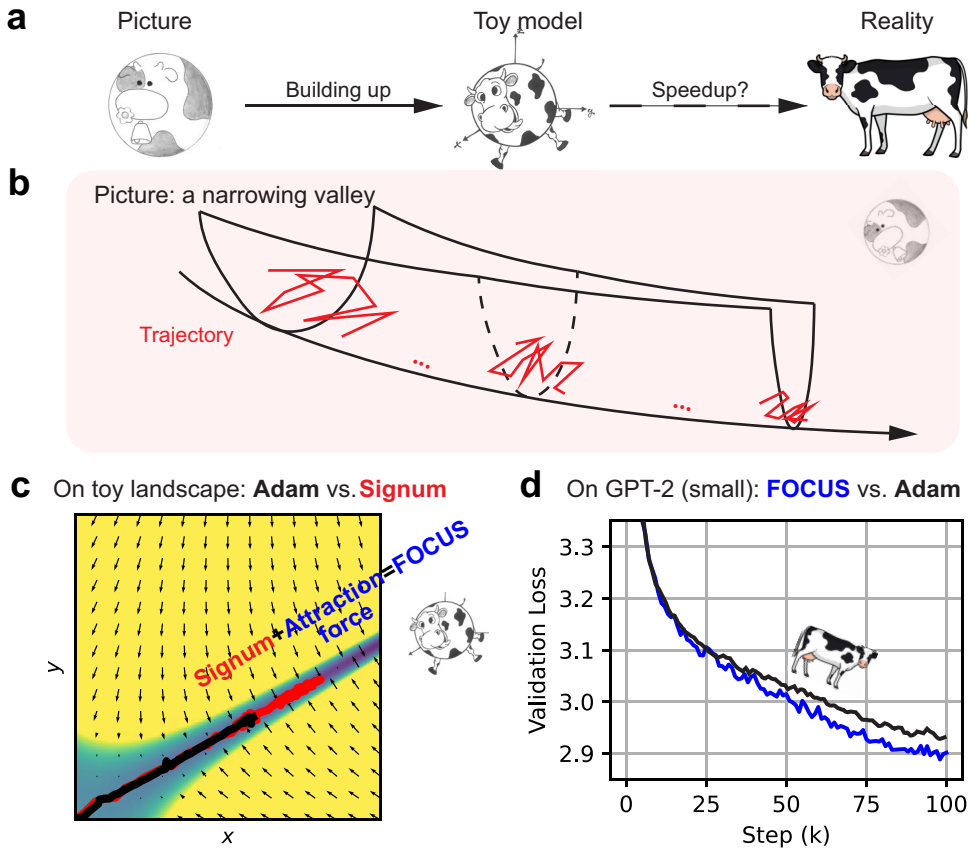 a
Picture
Toy model
Reality
Building up
Speedup?
x
y
z
b
Picture: a narrowing valley
Trajectory
...
...
c On toy landscape: Adam vs. Signum
Signum+Attraction=FOCUS
force
y
x
d On GPT-2 (small): FOCUS vs. Adam
Validation Loss
3.3
3.2
3.1
3.0
2.9
0 25 50 75 100
Step (k)